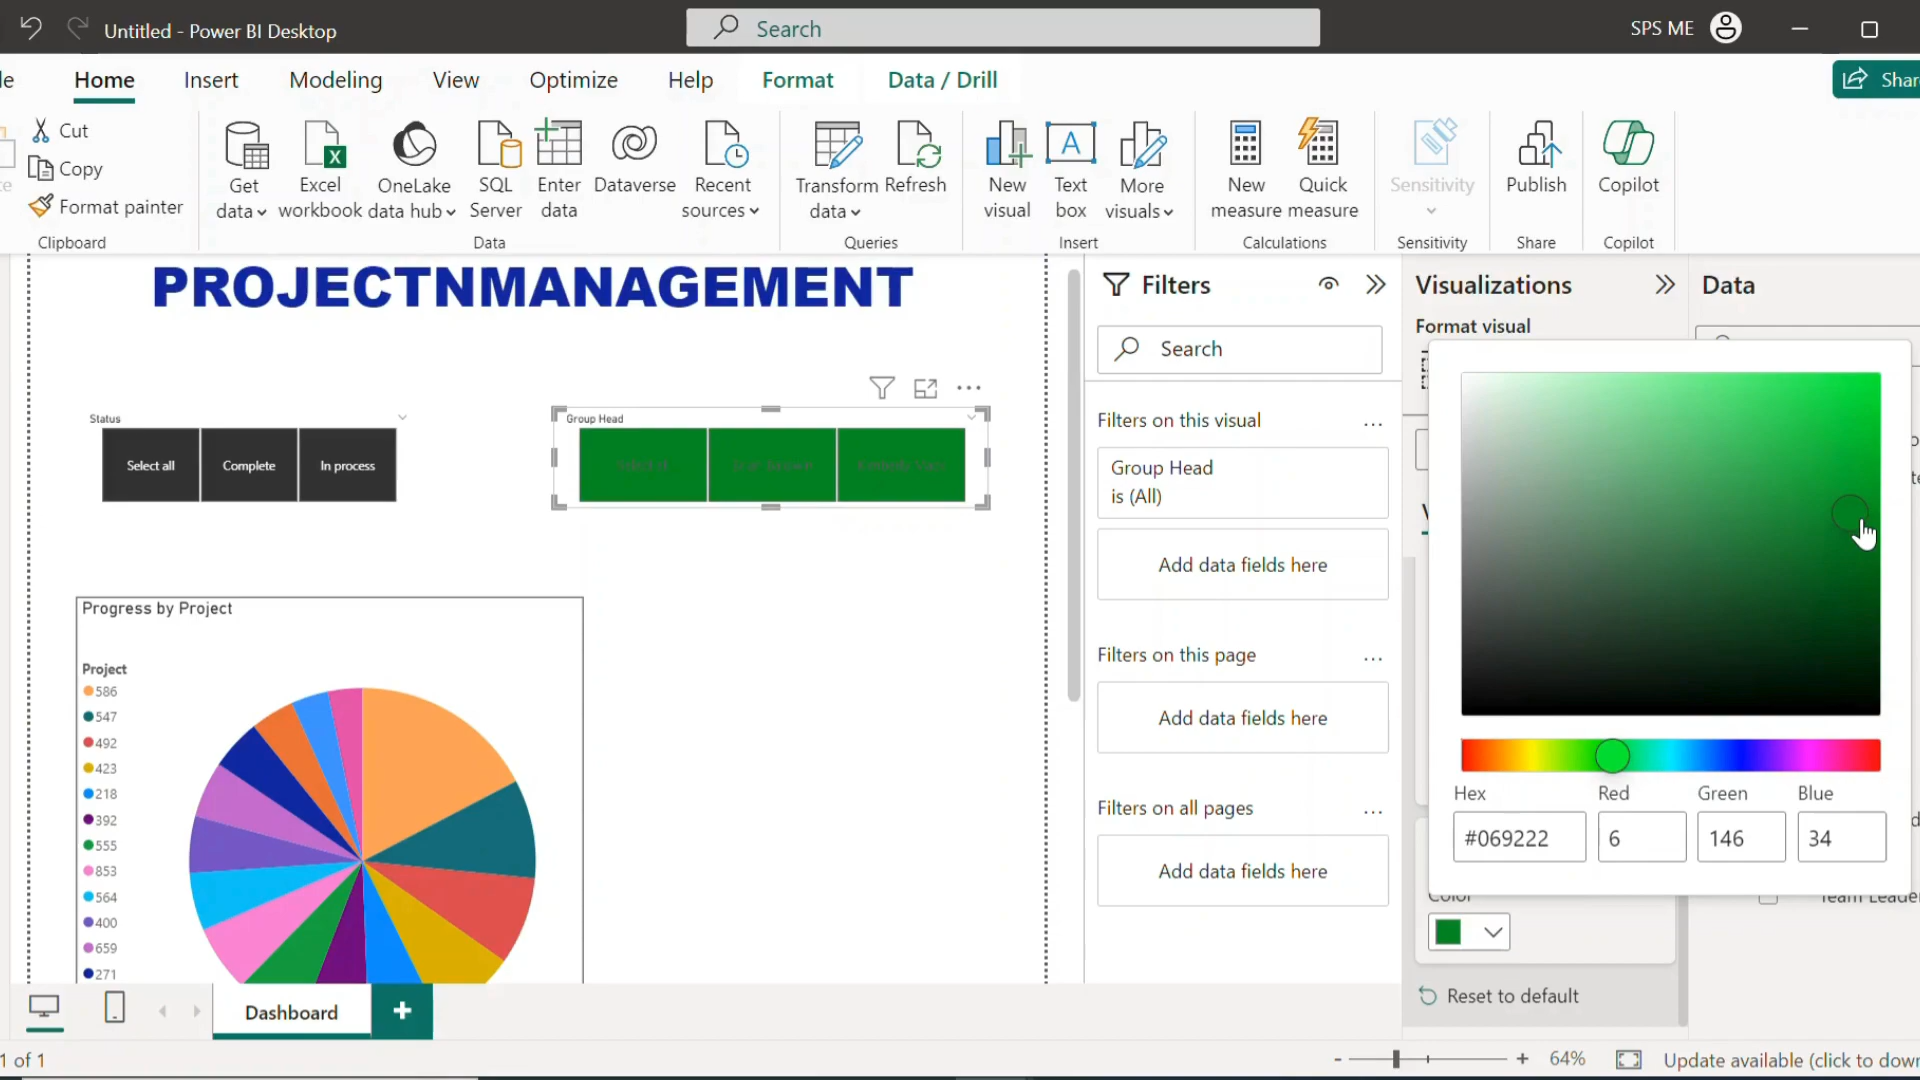 Untitled - Power BI Desktop
Search
SPS ME
Home
Insert
Modeling
View
Optimize
Help
Format
Data / Drill
Cut
Copy
Format painter
Clipboard
Get data
Excel workbook
OneLake data hub
SQL Server
Enter data
Dataverse
Recent sources
Data
Transform data
Refresh
Queries
New visual
Text box
More visuals
Insert
New measure
Quick measure
Calculations
Sensitivity
Sensitivity
Publish
Share
Copilot
Copilot
PROJECTNMANAGEMENT
Status
Select all
Complete
In process
Group Head
Select all
Progress by Project
Project
586
547
492
423
218
392
555
853
564
400
659
271
Filters
Search
Filters on this visual
Group Head
is (All)
Add data fields here
Filters on this page
Add data fields here
Filters on all pages
Add data fields here
Visualizations
Format visual
Data
Hex
Red
Green
Blue
#069222
6
146
34
Color
Team Leader
Reset to default
Dashboard
1 of 1
- + 64%
Update available (click to down